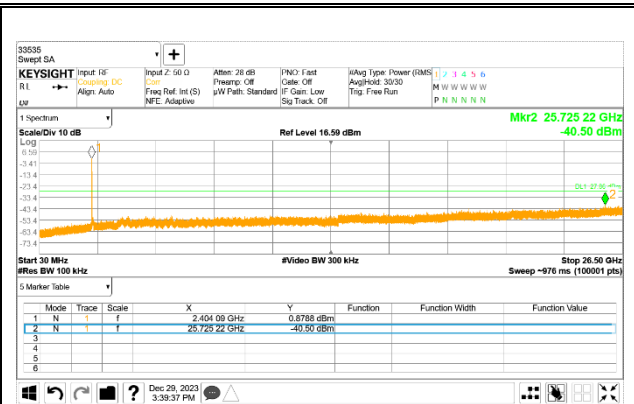 33535
Swept SA
KEYSIGHT Input: RF Input Z: 50 Ω Atten: 28 dB PNO: Fast #Avg Type: Power (RMS 1 2 3 4 5 6
R L Coupling: DC Corr Preamp: Off Gate: Off Avg|Hold: 30/30 M W W W W W
Align: Auto Freq Ref: Int (S) µW Path: Standard IF Gain: Low Trig: Free Run P N N N N N
NFE: Adaptive Sig Track: Off
1 Spectrum Mkr2 25.725 22 GHz
Scale/Div 10 dB Ref Level 16.59 dBm -40.50 dBm
Log
6.59 1
-3.41
-13.4
-23.4
-33.4 2
-43.4
-53.4
-63.4
-73.4
Start 30 MHz #Video BW 300 kHz Stop 26.50 GHz
#Res BW 100 kHz Sweep ~976 ms (100001 pts)
5 Marker Table
Mode Trace Scale X Y Function Function Width Function Value
1 N 1 f 2.404 09 GHz 0.8788 dBm
2 N 1 f 25.725 22 GHz -40.50 dBm
3
4
5
6
? Dec 29, 2023
3:39:37 PM